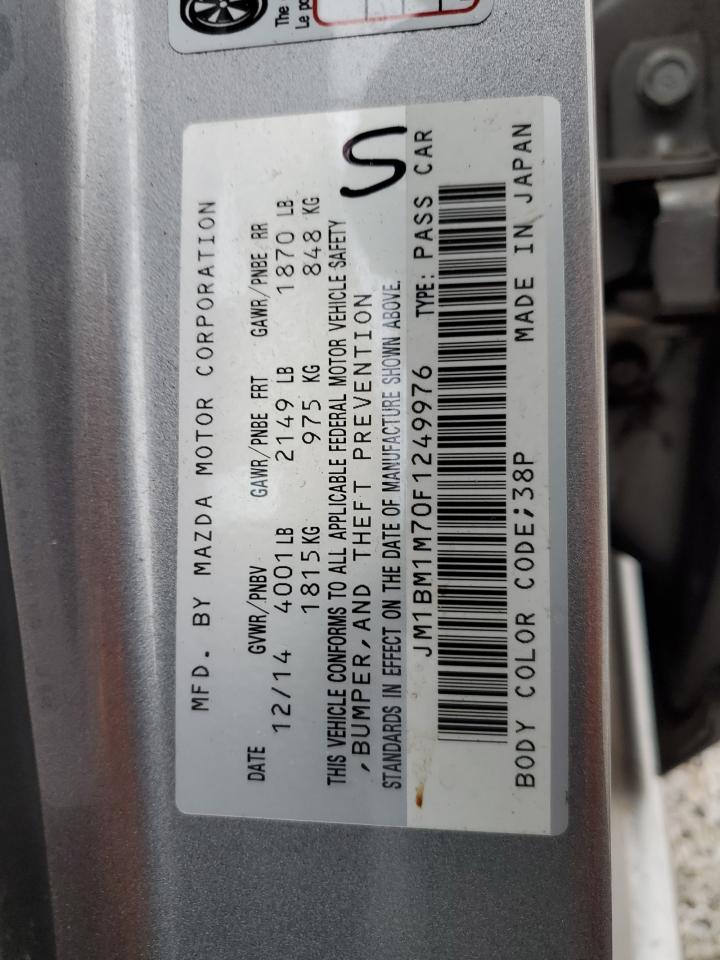 The
Le po
MFD. BY MAZDA MOTOR CORPORATION
DATE GVWR/PNBV GAWR/PNBE FRT GAWR/PNBE RR
12/14 4001LB 2149 LB 1870 LB
1815KG 975 KG 848 KG
THIS VEHICLE CONFORMS TO ALL APPLICABLE FEDERAL MOTOR VEHICLE SAFETY
,BUMPER,AND THEFT PREVENTION
STANDARDS IN EFFECT ON THE DATE OF MANUFACTURE SHOWN ABOVE.
S
JM1BM1M70F1249976 TYPE: PASS CAR
BODY COLOR CODE;38P MADE IN JAPAN